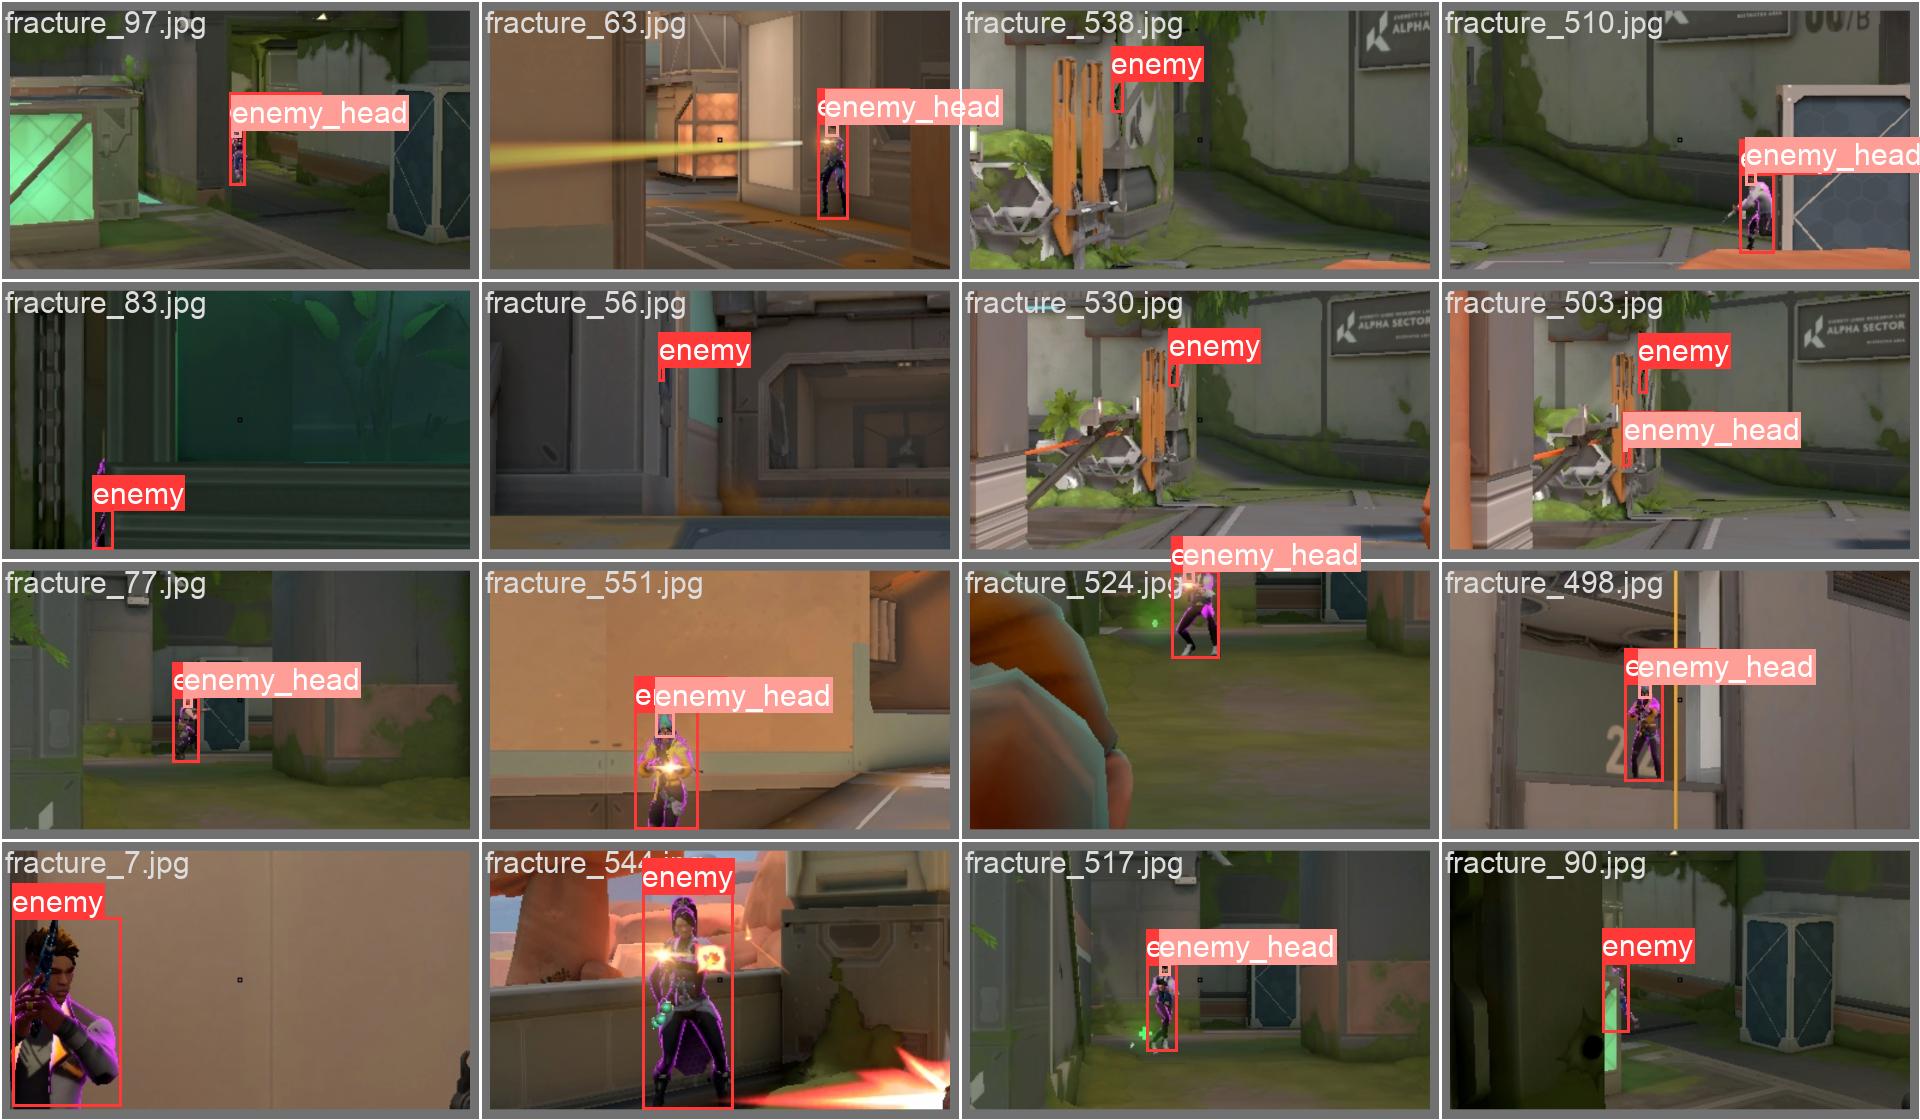 fracture_97.jpg
enemy_head
fracture_63.jpg
e
enemy_head
fracture_538.jpg
enemy
ALPHA
fracture_510.jpg
/B
e
enemy_head
fracture_83.jpg
enemy
fracture_56.jpg
enemy
fracture_530.jpg
enemy
ALPHA SECTOR
fracture_503.jpg
enemy
enemy_head
ALPHA SECTOR
fracture_77.jpg
e
enemy_head
fracture_551.jpg
e
enemy_head
fracture_524.jpg
e
enemy_head
fracture_498.jpg
e
enemy_head
2
fracture_7.jpg
enemy
fracture_544
enemy
fracture_517.jpg
e
enemy_head
fracture_90.jpg
enemy